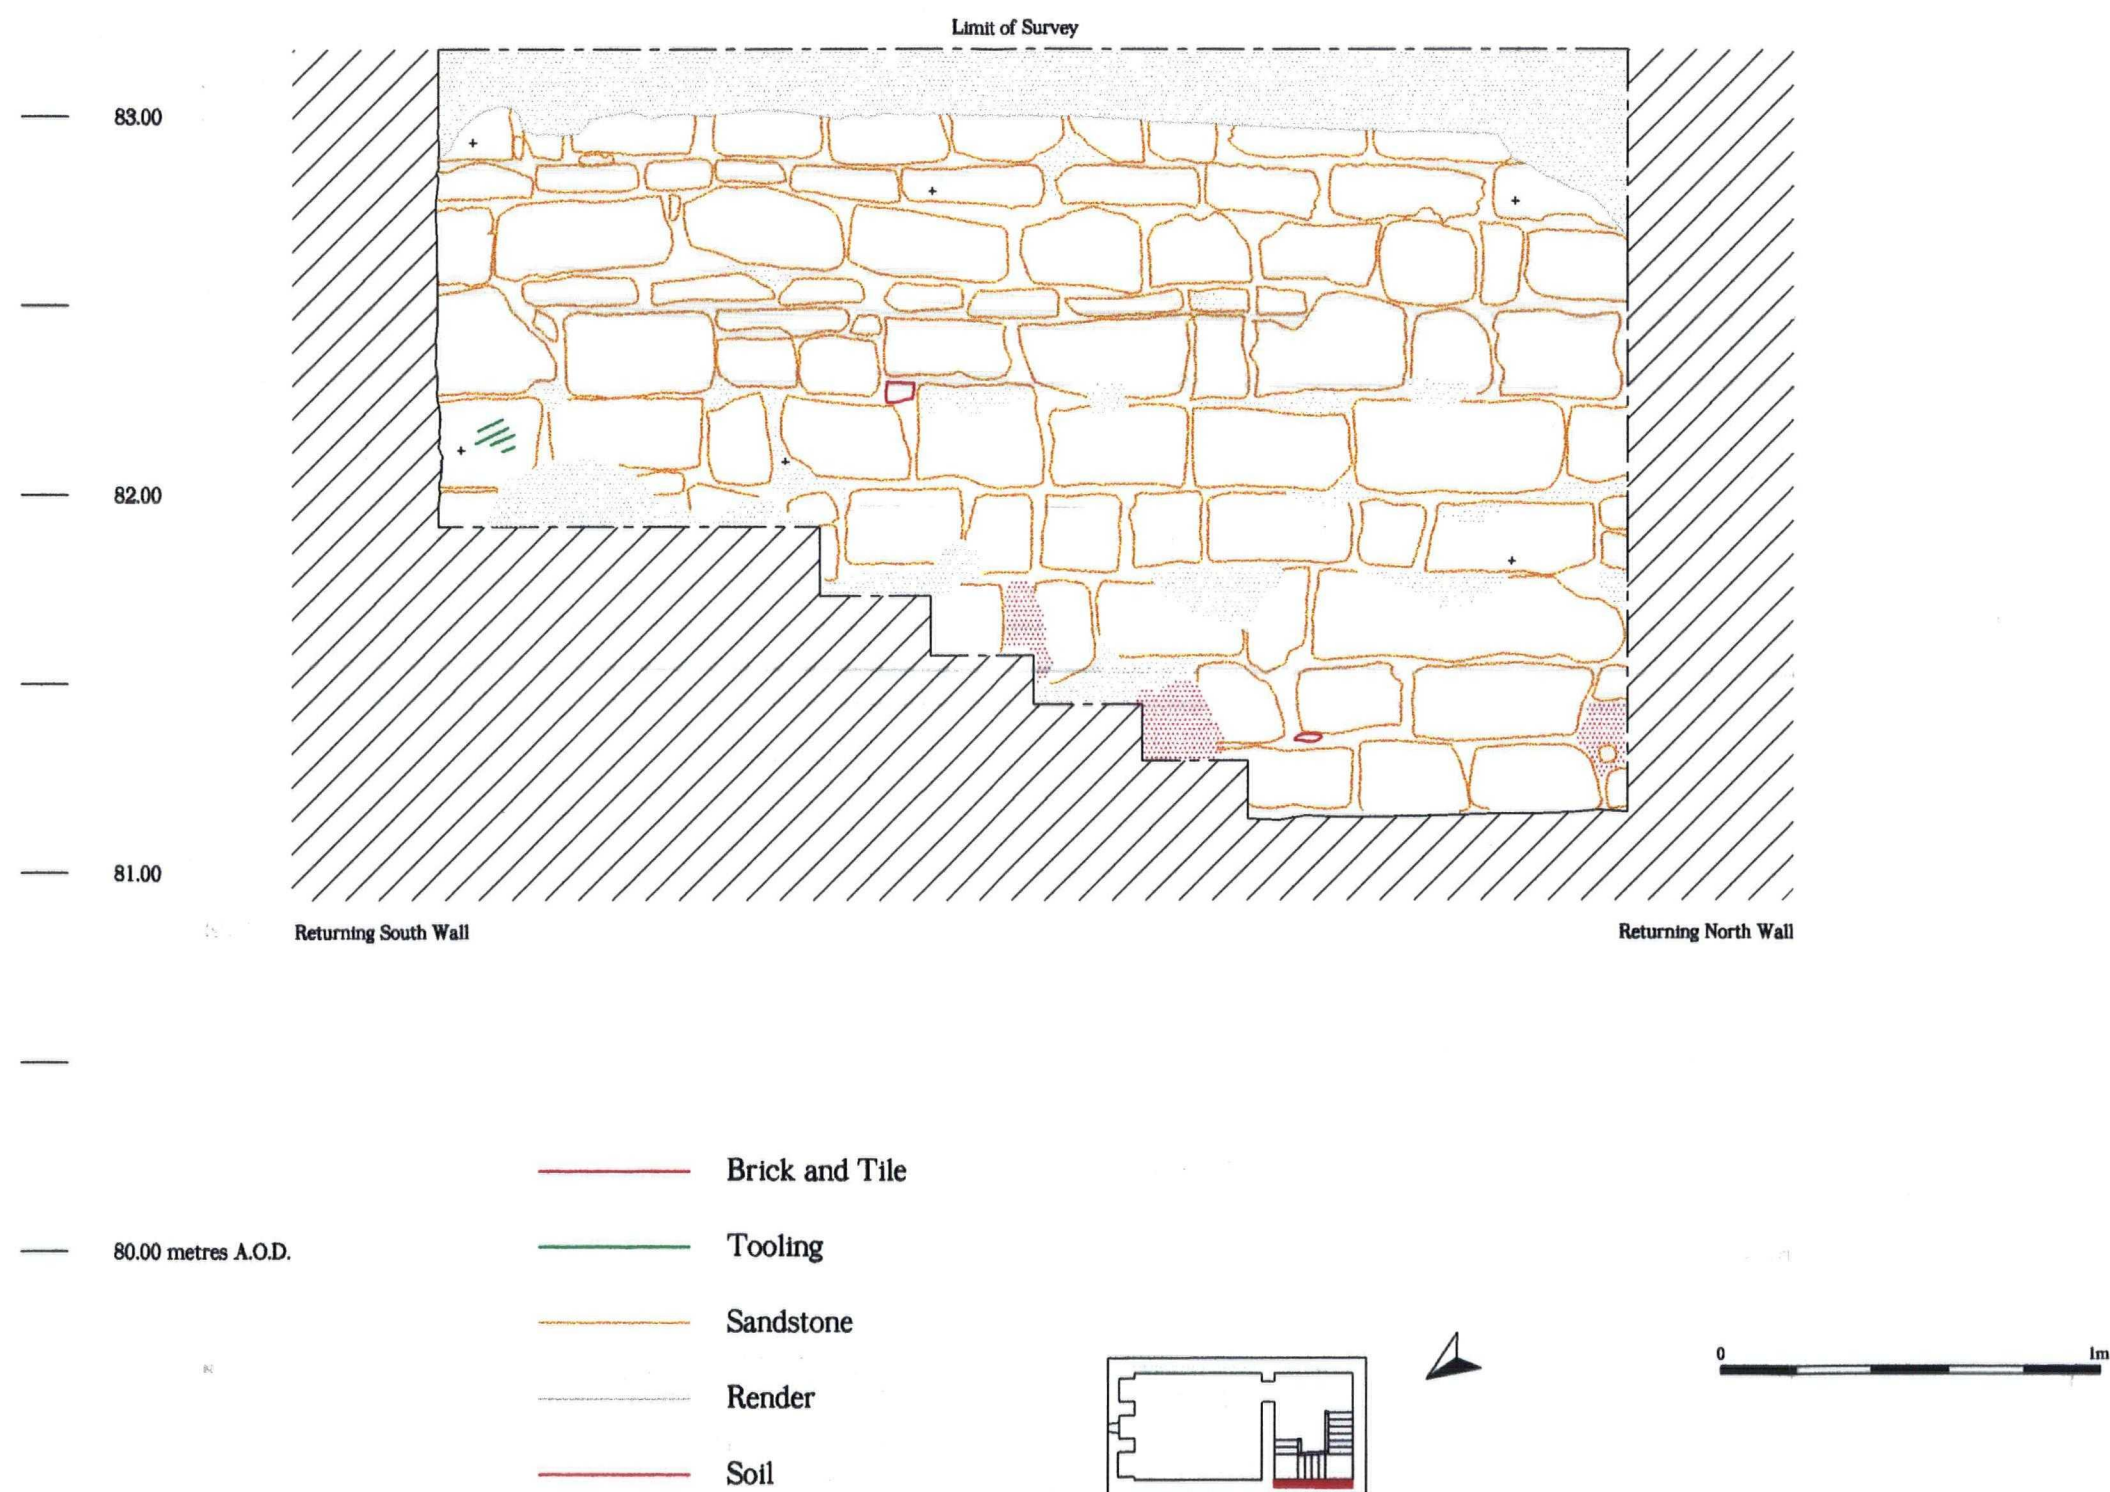 Limit of Survey
83.00
82.00
81.00
Returning South Wall
Returning North Wall
Brick and Tile
80.00 metres A.O.D.
Tooling
Sandstone
0 1m
Render
Soil